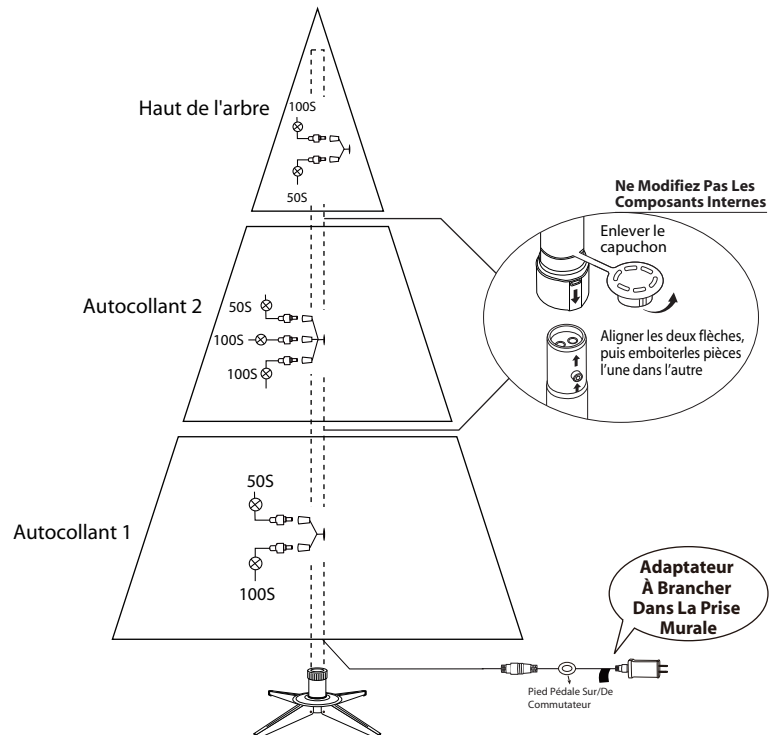 Haut de l'arbre
100S
50S
Ne Modifiez Pas Les
Composants Internes
Enlever le
capuchon
Aligner les deux flèches,
puis emboiterles pièces
l'une dans l'autre
Autocollant 2
50S
100S
100S
Autocollant 1
50S
100S
Adaptateur
À Brancher
Dans La Prise
Murale
Pied Pédale Sur/De
Commutateur